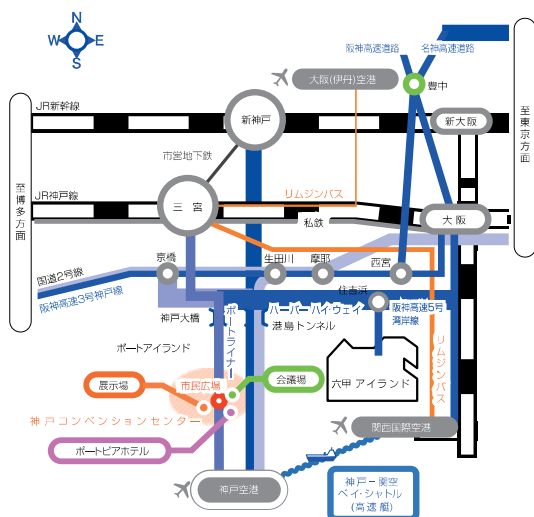 N
W E
S
阪神高速道路
名神高速道路
大阪(伊丹)空港
豊中
JR新幹線
新神戸
新大阪
至東京方面
至博多方面
市営地下鉄
リムジンバス
JR神戸線
三宮
私鉄
大阪
京橋
生田川
摩耶
西宮
国道2号線
阪神高速3号神戸線
住吉浜
神戸大橋
ポートライナー
ハーバーハイ・ウェイ
港島トンネル
阪神高速5号
湾岸線
リムジンバス
ポートアイランド
展示場
市民広場
会議場
六甲アイランド
神戸コンベンションセンター
ポートピアホテル
関西国際空港
神戸空港
神戸−関空
ベイ・シャトル
(高速艇)